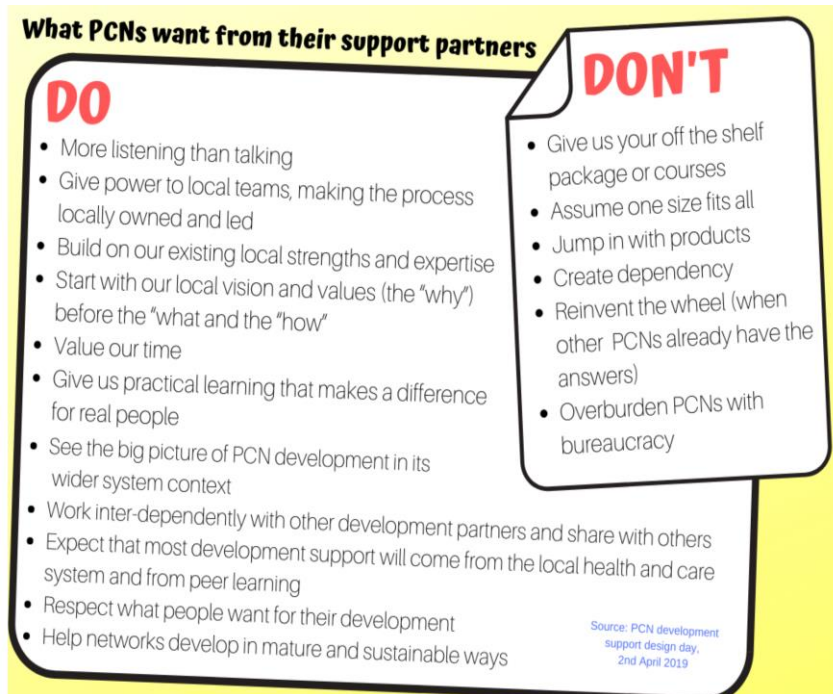 What PCNs want from their support partners
DO
• More listening than talking
• Give power to local teams, making the process
locally owned and led
• Build on our existing local strengths and expertise
• Start with our local vision and values (the "why")
before the "what and the "how"
• Value our time
• Give us practical learning that makes a difference
for real people
• See the big picture of PCN development in its
wider system context
• Work inter-dependently with other development partners and share with others
• Expect that most development support will come from the local health and care
system and from peer learning
• Respect what people want for their development
• Help networks develop in mature and sustainable ways
DON'T
• Give us your off the shelf
package or courses
• Assume one size fits all
• Jump in with products
• Create dependency
• Reinvent the wheel (when
other PCNs already have the
answers)
• Overburden PCNs with
bureaucracy
Source: PCN development
support design day,
2nd April 2019